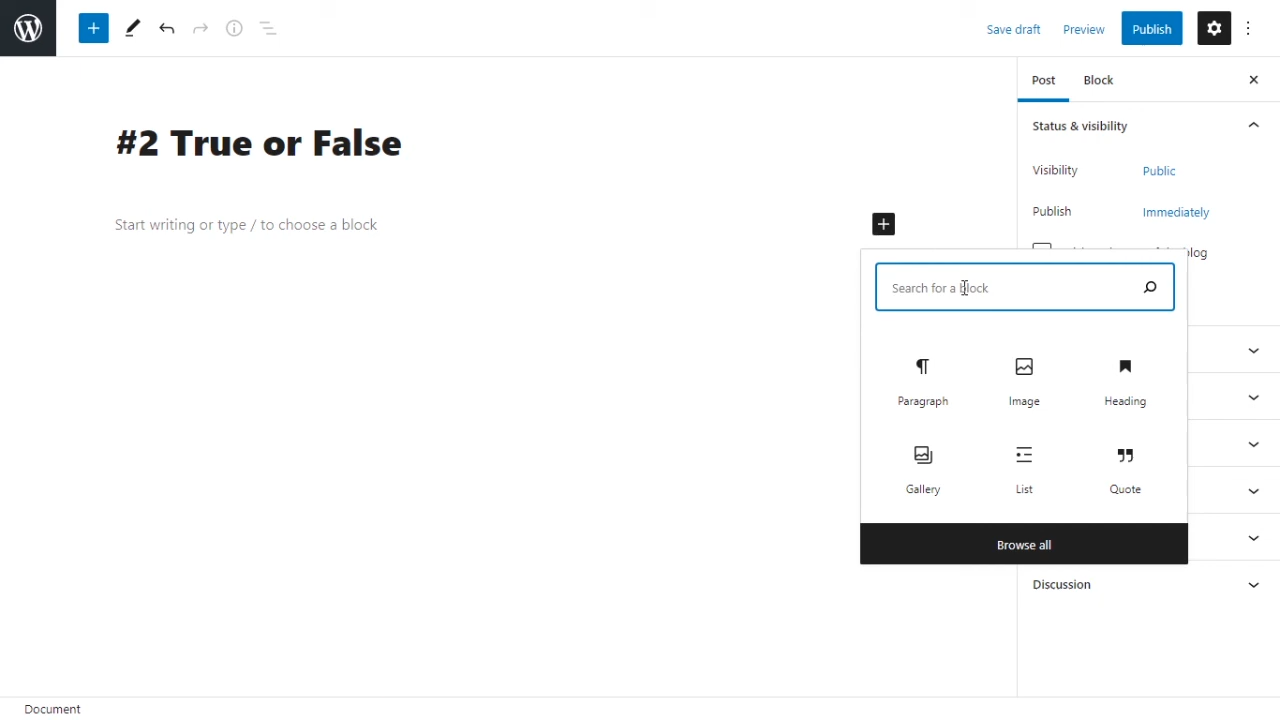 Save draft
Preview
Publish
Post
Block
#2 True or False
Status & visibility
Visibility
Public
Publish
Immediately
Start writing or type / to choose a block
Search for a block
Paragraph
Image
Heading
Gallery
List
Quote
Browse all
Discussion
Document